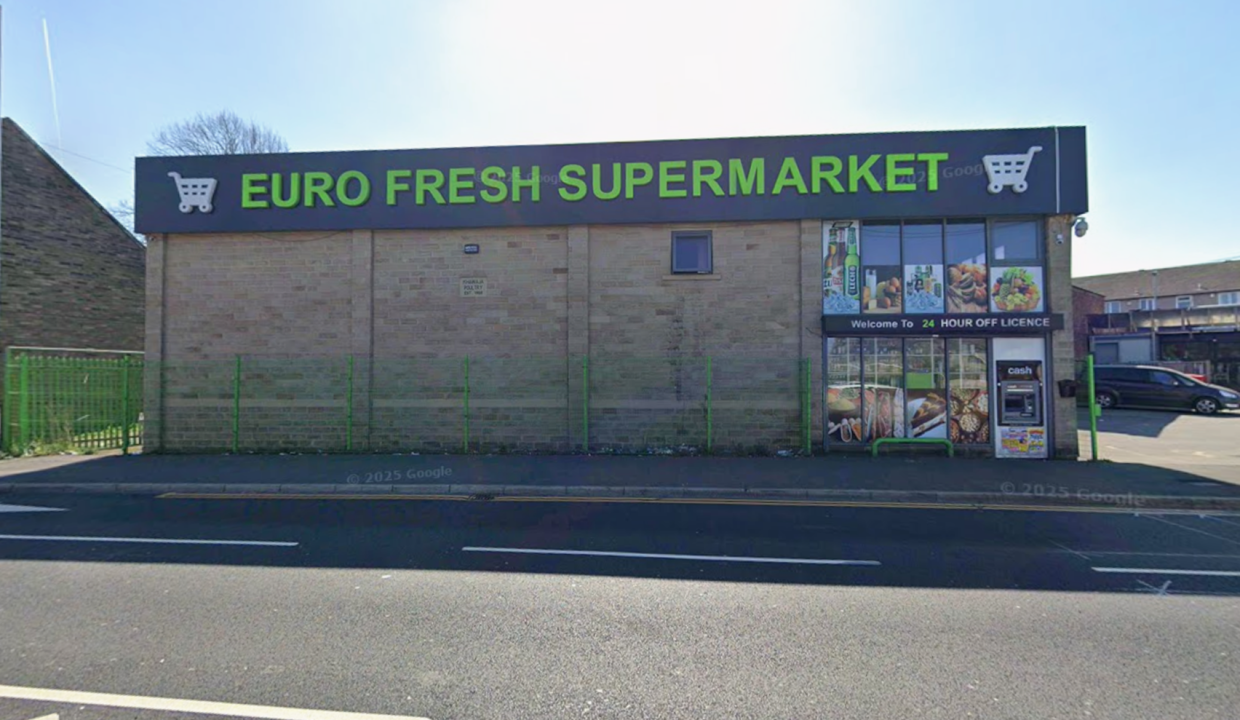 EURO FRESH SUPERMARKET
Welcome To 24 HOUR OFF LICENCE
cash
© 2025 Google
© 2025 Google